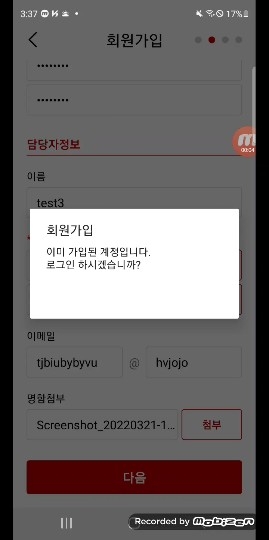 3:37
17%
회원가입
••••••••
••••••••
담당자정보
이름
test3
00:04
회원가입
이미 가입된 계정입니다.
로그인 하시겠습니까?
이메일
tjbiubybyvu @ hvjojo
명함첨부
Screenshot_20220321-1... 첨부
다음
Recorded by Mobizen